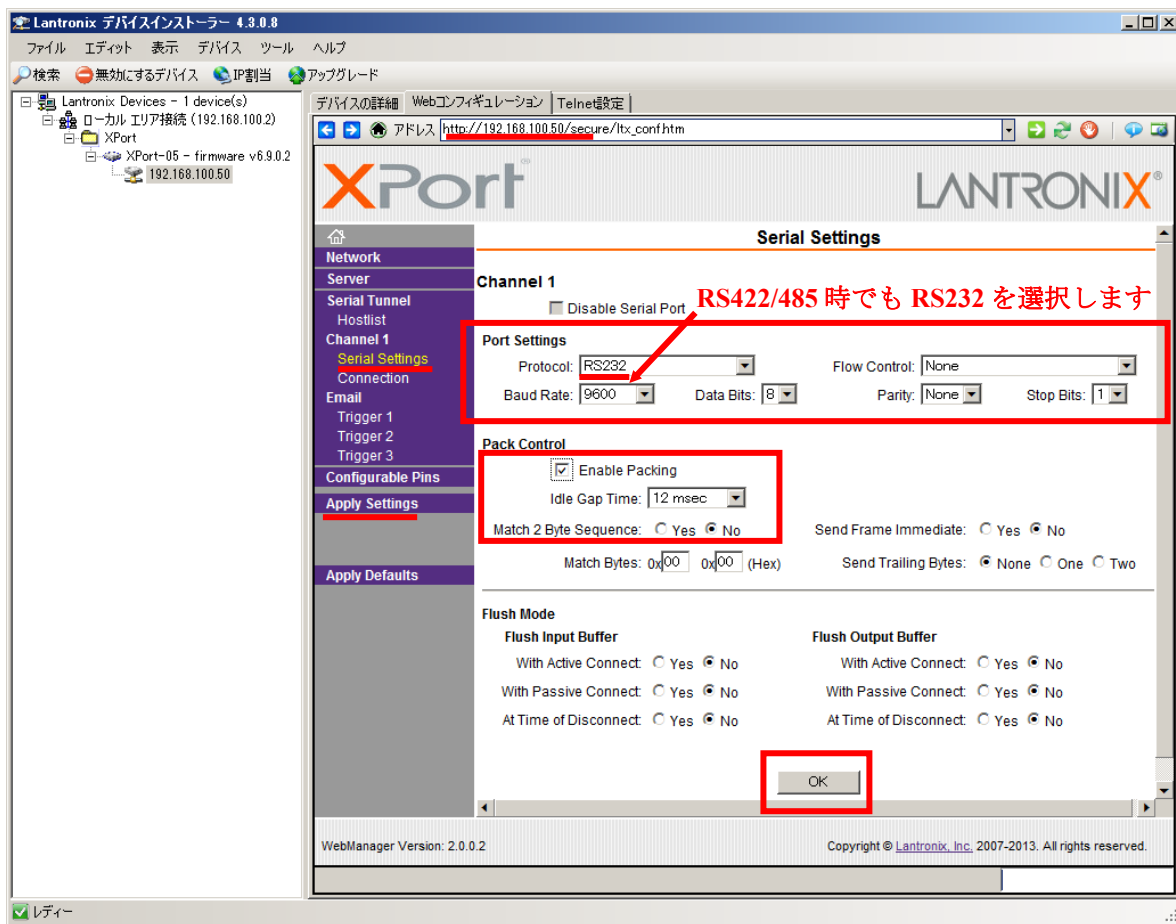 Lantronix デバイスインストーラー 4.3.0.8
ファイル エディット 表示 デバイス ツール ヘルプ
検索 無効にするデバイス IP割当 アップグレード
Lantronix Devices - 1 device(s)
ローカル エリア接続 (192.168.100.2)
XPort
XPort-05 - firmware v6.9.0.2
192.168.100.50
デバイスの詳細 Webコンフィギュレーション Telnet設定
アドレス http://192.168.100.50/secure/ltx_conf.htm
XPort®
LANTRONIX®
Network
Server
Serial Tunnel
Hostlist
Channel 1
Serial Settings
Connection
Email
Trigger 1
Trigger 2
Trigger 3
Configurable Pins
Apply Settings
Apply Defaults
Serial Settings
Channel 1
Disable Serial Port
RS422/485 時でも RS232 を選択します
Port Settings
Protocol: RS232 Flow Control: None
Baud Rate: 9600 Data Bits: 8 Parity: None Stop Bits: 1
Pack Control
Enable Packing
Idle Gap Time: 12 msec
Match 2 Byte Sequence: Yes No Send Frame Immediate: Yes No
Match Bytes: 0x00 0x00 (Hex) Send Trailing Bytes: None One Two
Flush Mode
Flush Input Buffer Flush Output Buffer
With Active Connect: Yes No With Active Connect: Yes No
With Passive Connect: Yes No With Passive Connect: Yes No
At Time of Disconnect: Yes No At Time of Disconnect: Yes No
OK
WebManager Version: 2.0.0.2 Copyright © Lantronix, Inc. 2007-2013. All rights reserved.
レディー